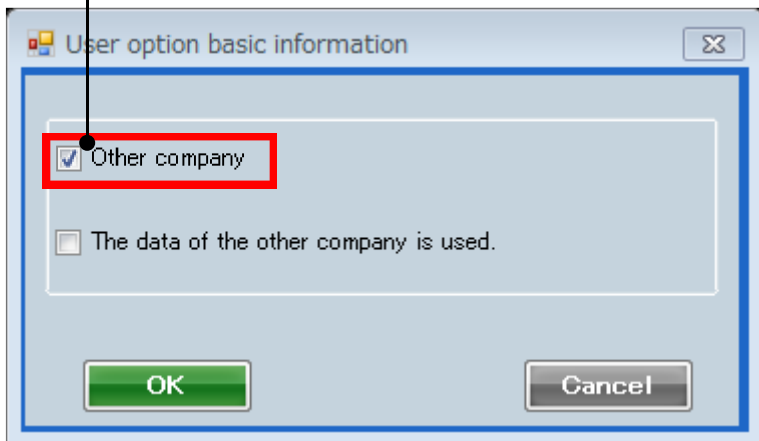 User option basic information
Other company
The data of the other company is used.
OK
Cancel